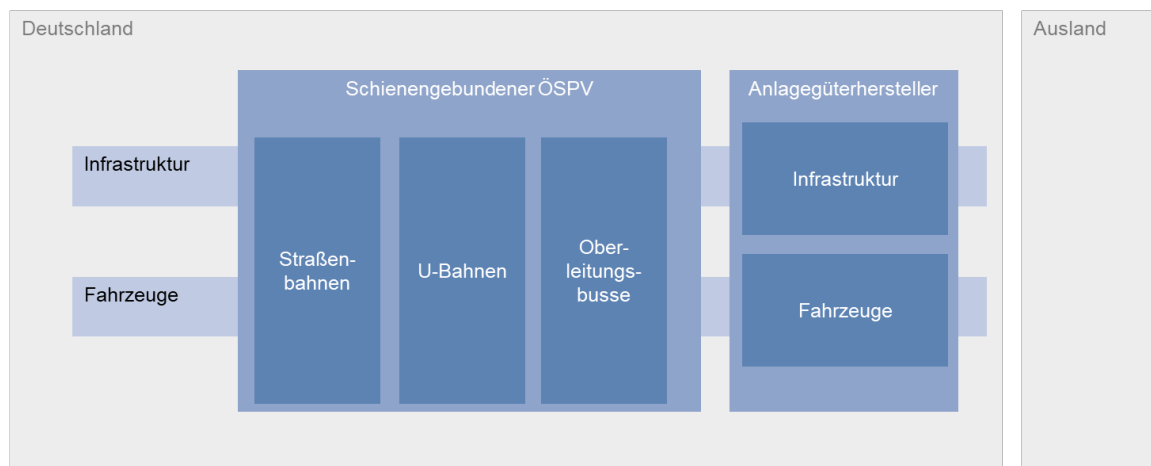 Deutschland
Ausland
Schienengebundener ÖSPV
Anlagegüterhersteller
Infrastruktur
Infrastruktur
Straßen-
bahnen
U-Bahnen
Ober-
leitungs-
busse
Fahrzeuge
Fahrzeuge